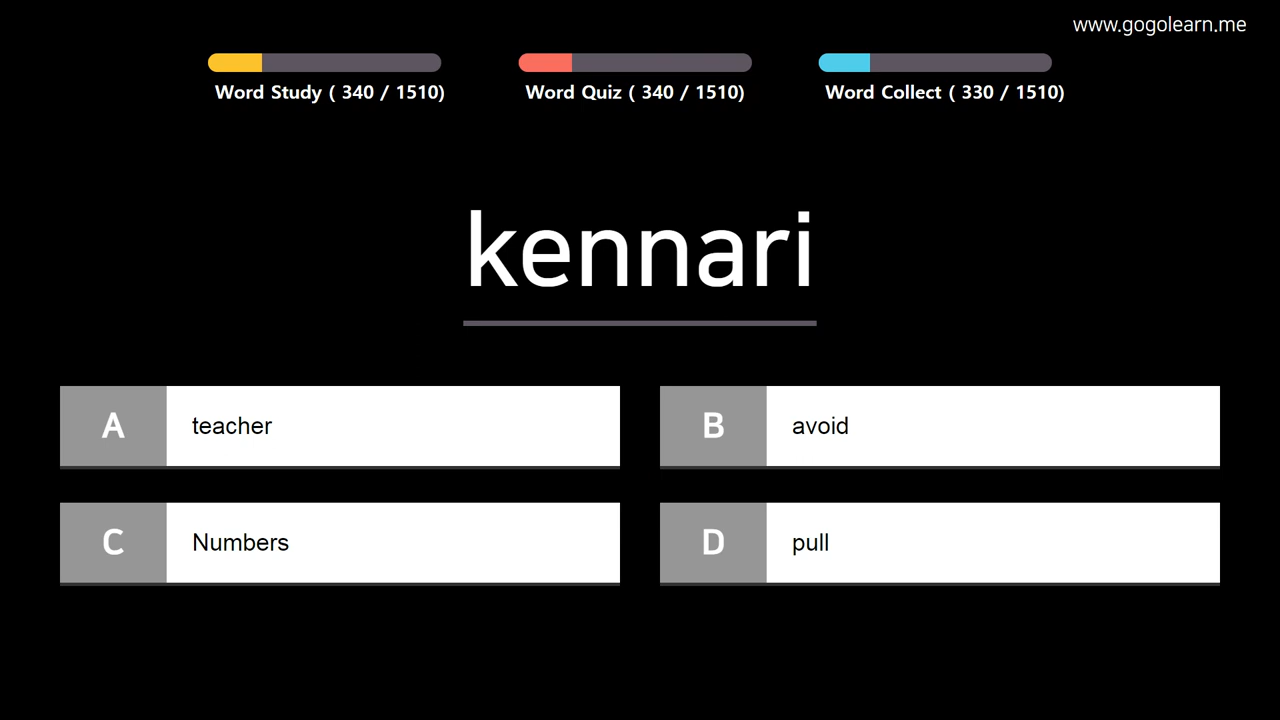 www.gogolearn.me
Word Study ( 340 / 1510)
Word Quiz ( 340 / 1510)
Word Collect ( 330 / 1510)
kennari
A
teacher
B
avoid
C
Numbers
D
pull